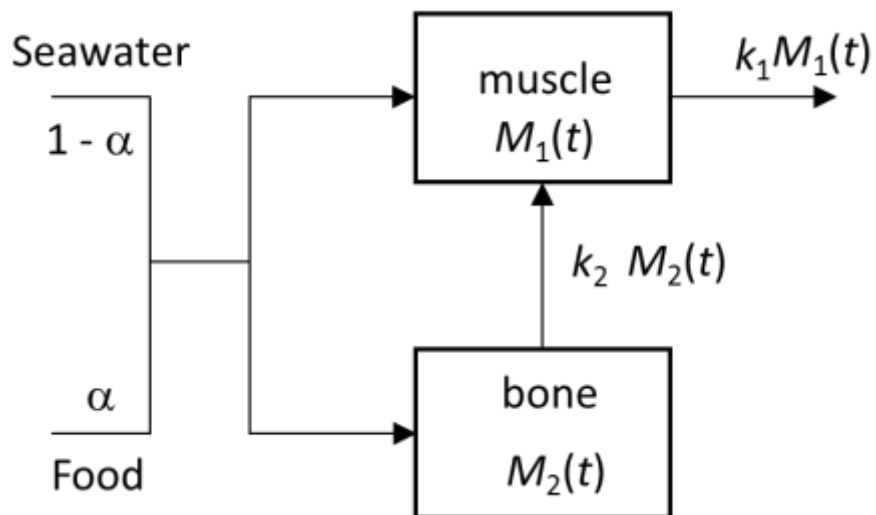 Seawater
1 - α
muscle
M₁(t)
k₁M₁(t)
k₂ M₂(t)
α
Food
bone
M₂(t)